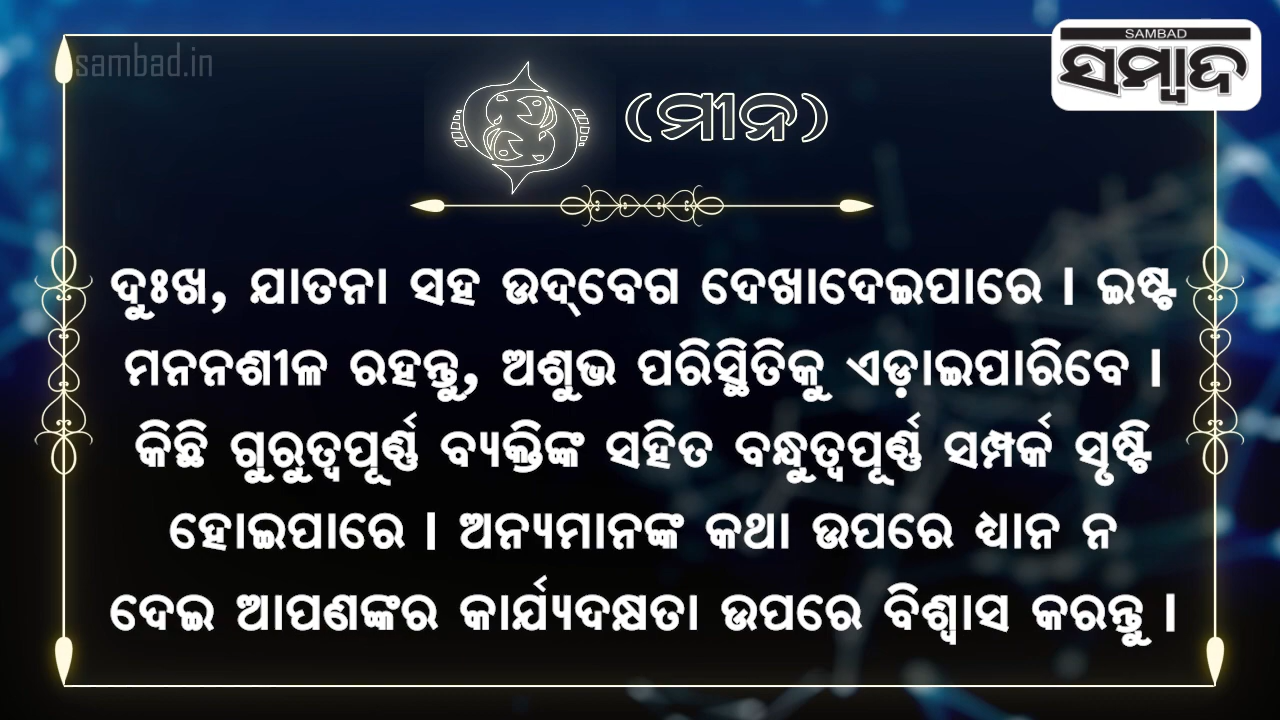 sambad.in
SAMBAD
ସମ୍ବାଦ
(ମୀନ)
ଦୁଃଖ, ଯାତନା ସହ ଉଦ୍‌ବେଗ ଦେଖାଦେଇପାରେ । ଇଷ୍ଟ
ମନନଶୀଳ ରହନ୍ତୁ, ଅଶୁଭ ପରିସ୍ଥିତିକୁ ଏଡ଼ାଇପାରିବେ ।
କିଛି ଗୁରୁତ୍ୱପୂର୍ଣ୍ଣ ବ୍ୟକ୍ତିଙ୍କ ସହିତ ବନ୍ଧୁତ୍ୱପୂର୍ଣ୍ଣ ସମ୍ପର୍କ ସୃଷ୍ଟି
ହୋଇପାରେ । ଅନ୍ୟମାନଙ୍କ କଥା ଉପରେ ଧ୍ୟାନ ନ
ଦେଇ ଆପଣଙ୍କର କାର୍ଯ୍ୟଦକ୍ଷତା ଉପରେ ବିଶ୍ୱାସ କରନ୍ତୁ ।